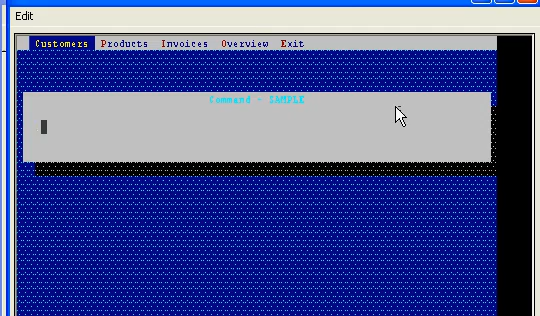 Edit
Customers Products Invoices Overview Exit
Command - SAMPLE